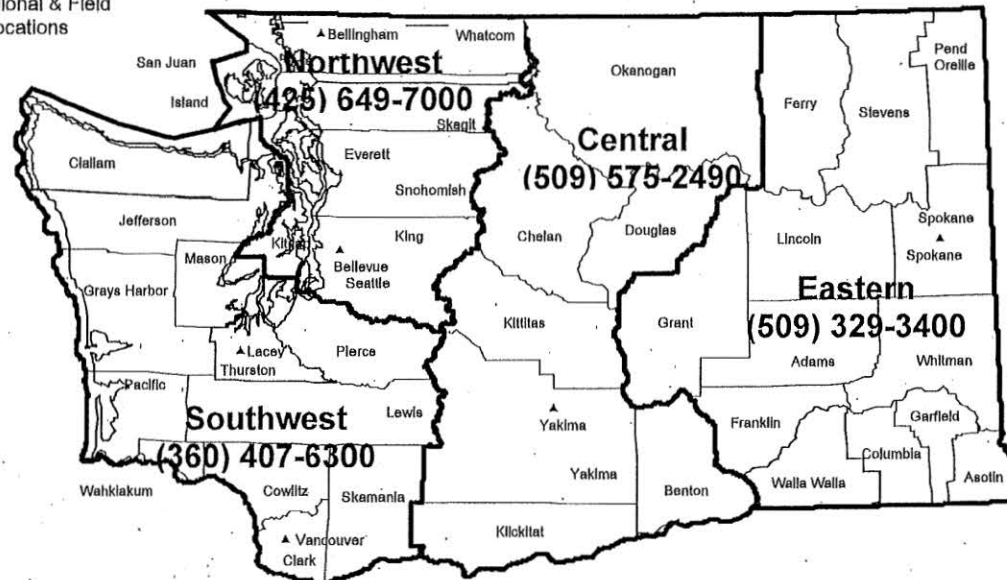 ional & Field
ocations
Bellingham
Whatcom
San Juan
Northwest
Okanogan
Pend
Oreille
Island
(425) 649-7000
Ferry
Stevens
Skagit
Clallam
Everett
Central
Snohomish
(509) 575-2490
Jefferson
Spokane
King
Chelan
Douglas
Lincoln
Kitsap
Mason
Bellevue
Seattle
Spokane
Grays Harbor
Eastern
(509) 329-3400
Kittitas
Grant
Lacey
Thurston
Pierce
Adams
Whitman
Pacific
Southwest
Lewis
Garfield
Franklin
Yakima
(360) 407-6300
Columbia
Yakima
Wahkiakum
Cowlitz
Skamania
Benton
Walla Walla
Asotin
Klickitat
Vancouver
Clark